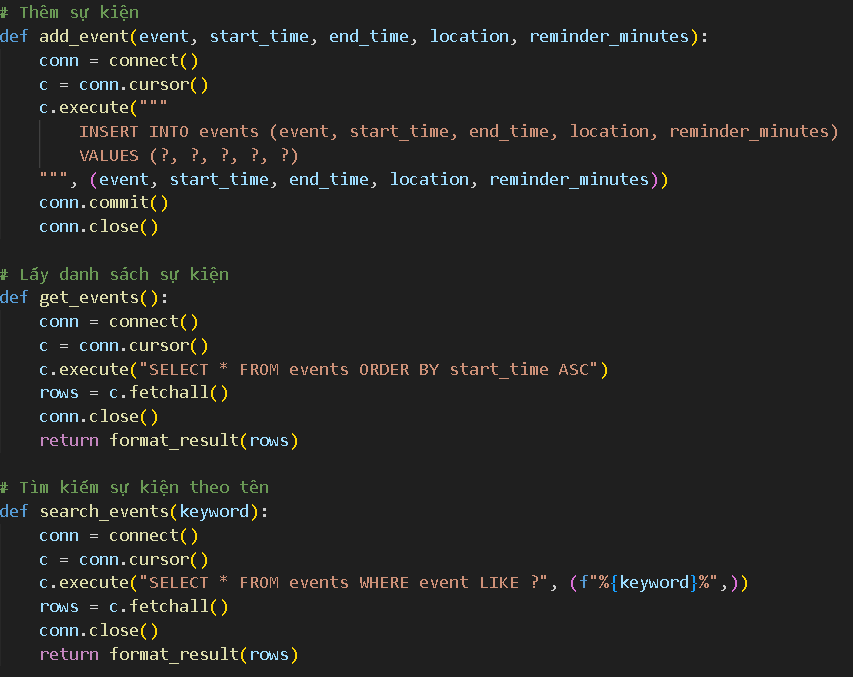 # Thêm sự kiện
def add_event(event, start_time, end_time, location, reminder_minutes):
    conn = connect()
    c = conn.cursor()
    c.execute("""
        INSERT INTO events (event, start_time, end_time, location, reminder_minutes)
        VALUES (?, ?, ?, ?, ?)
    """, (event, start_time, end_time, location, reminder_minutes))
    conn.commit()
    conn.close()

# Lấy danh sách sự kiện
def get_events():
    conn = connect()
    c = conn.cursor()
    c.execute("SELECT * FROM events ORDER BY start_time ASC")
    rows = c.fetchall()
    conn.close()
    return format_result(rows)

# Tìm kiếm sự kiện theo tên
def search_events(keyword):
    conn = connect()
    c = conn.cursor()
    c.execute("SELECT * FROM events WHERE event LIKE ?", (f"%{keyword}%",))
    rows = c.fetchall()
    conn.close()
    return format_result(rows)